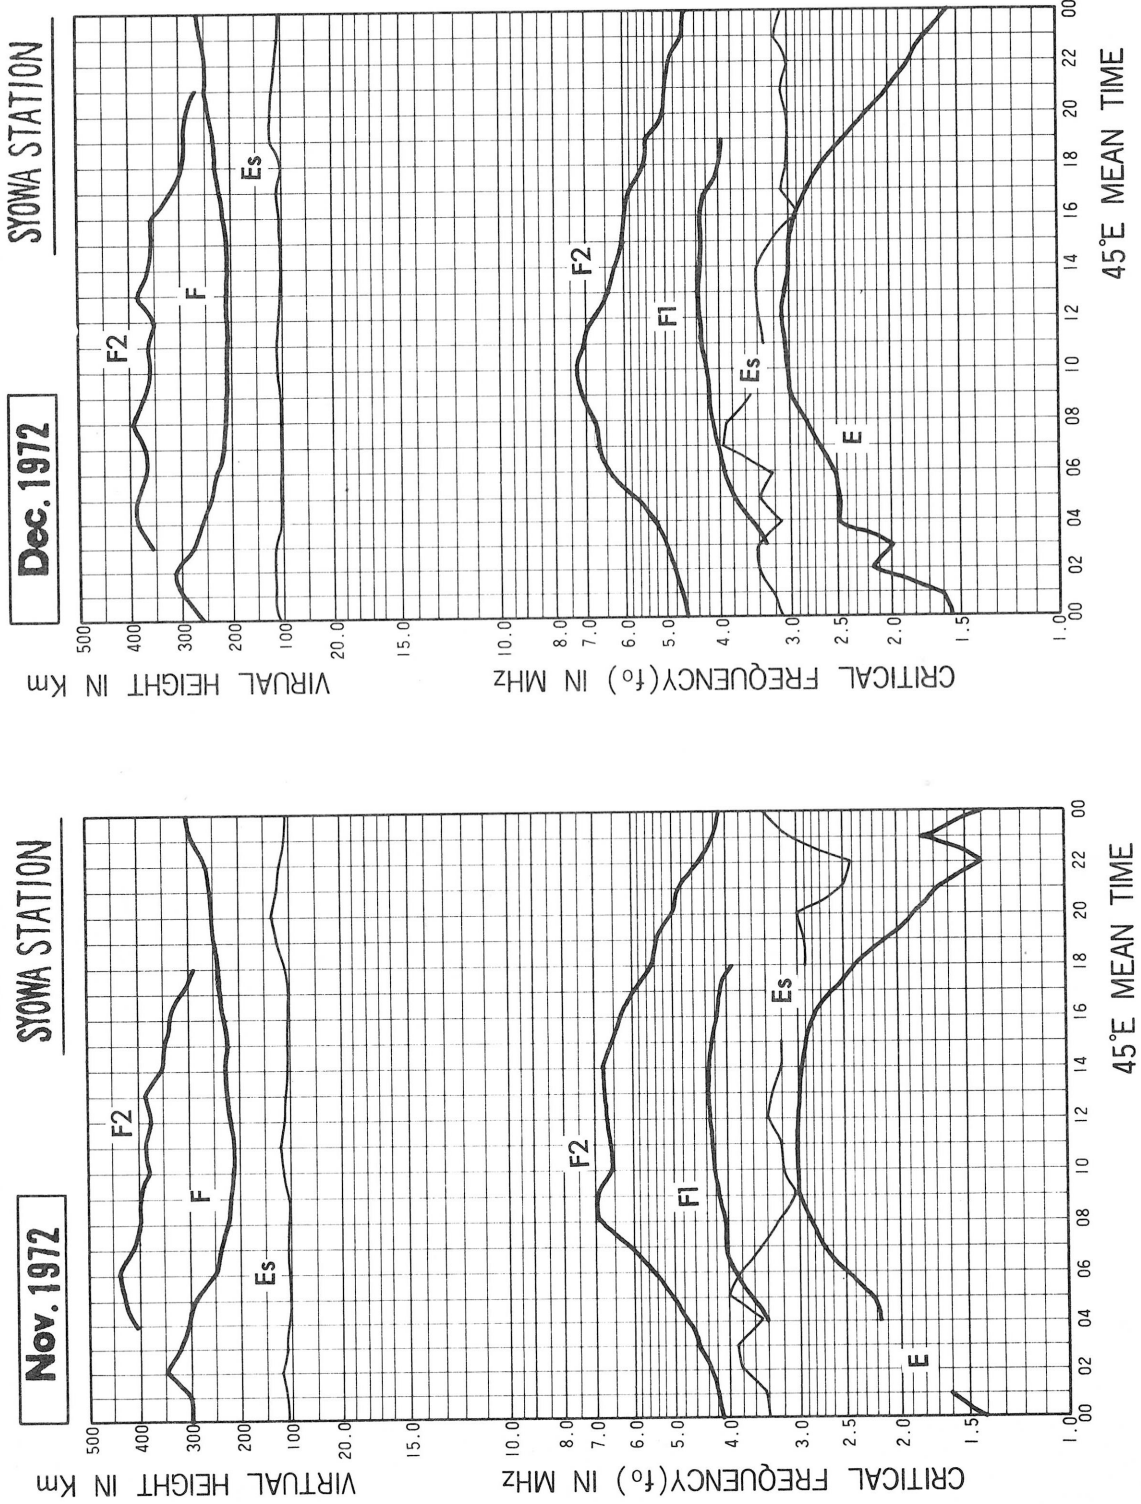 Nov. 1972
SYOWA STATION
VIRTUAL HEIGHT IN Km
500
400
300
200
100
F2
F
Es
CRITICAL FREQUENCY(fo) IN MHz
15.0
10.0
8.0
7.0
6.0
5.0
4.0
3.0
2.5
2.0
1.5
1.0
F2
F1
Es
E
00
02
04
06
08
10
12
14
16
18
20
22
00
45°E MEAN TIME
Dec. 1972
SYOWA STATION
VIRUAL HEIGHT IN Km
500
400
300
200
100
F2
F
Es
CRITICAL FREQUENCY(fo) IN MHz
15.0
10.0
8.0
7.0
6.0
5.0
4.0
3.0
2.5
2.0
1.5
1.0
F2
F1
Es
E
00
02
04
06
08
10
12
14
16
18
20
22
00
45°E MEAN TIME